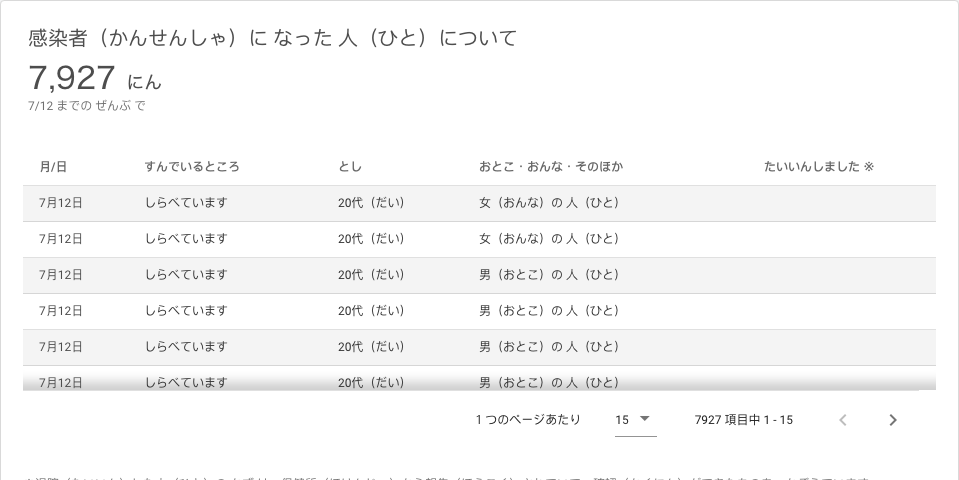 感染者（かんせんしゃ）に なった 人（ひと）について
7,927 にん
7/12 までの ぜんぶ で
月/日 すんでいるところ とし おとこ・おんな・そのほか たいいんしました ※
7月12日 しらべています 20代（だい） 女（おんな）の 人（ひと）
7月12日 しらべています 20代（だい） 女（おんな）の 人（ひと）
7月12日 しらべています 20代（だい） 男（おとこ）の 人（ひと）
7月12日 しらべています 20代（だい） 男（おとこ）の 人（ひと）
7月12日 しらべています 20代（だい） 男（おとこ）の 人（ひと）
7月12日 しらべています 20代（だい） 男（おとこ）の 人（ひと）
1 つのページあたり 15 7927 項目中 1 - 15